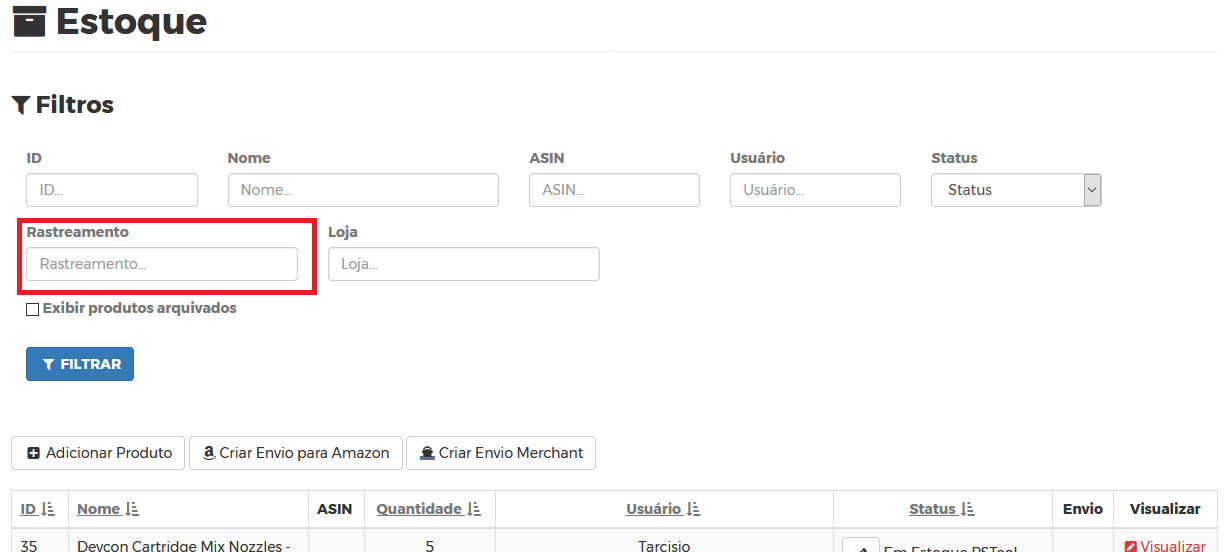 Estoque
Filtros
ID Nome ASIN Usuário Status
ID... Nome... ASIN... Usuário... Status
Rastreamento Loja
Rastreamento... Loja...
Exibir produtos arquivados
FILTRAR
Adicionar Produto Criar Envio para Amazon Criar Envio Merchant
ID Nome ASIN Quantidade Usuário Status Envio Visualizar
35 Devcon Cartridge Mix Nozzles - 5 Tarcisio Em Estoque PSTool Visualizar